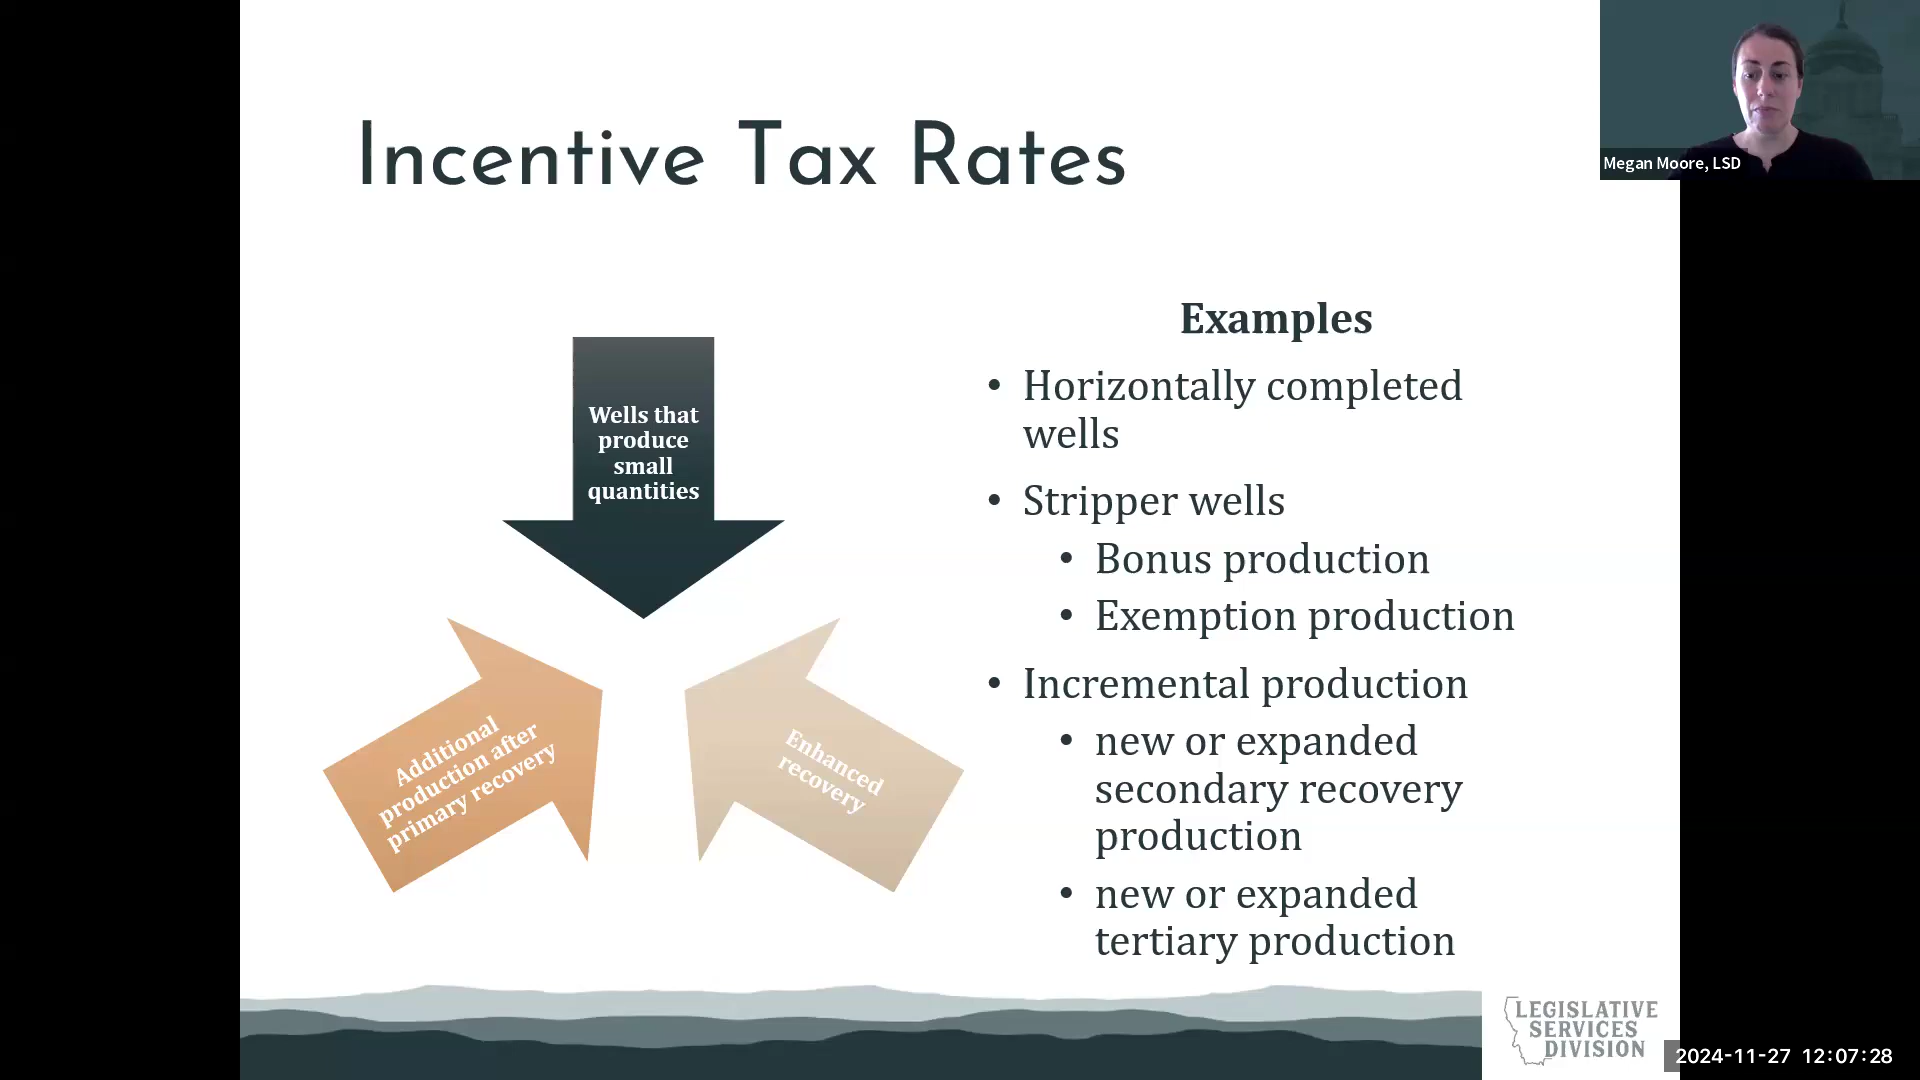 Incentive Tax Rates
Megan Moore, LSD
Wells that
produce
small
quantities
Additional
production after
primary recovery
Enhanced
recovery
Examples
• Horizontally completed
wells
• Stripper wells
• Bonus production
• Exemption production
• Incremental production
• new or expanded
secondary recovery
production
• new or expanded
tertiary production
LEGISLATIVE
SERVICES
DIVISION
2024-11-27 12:07:28